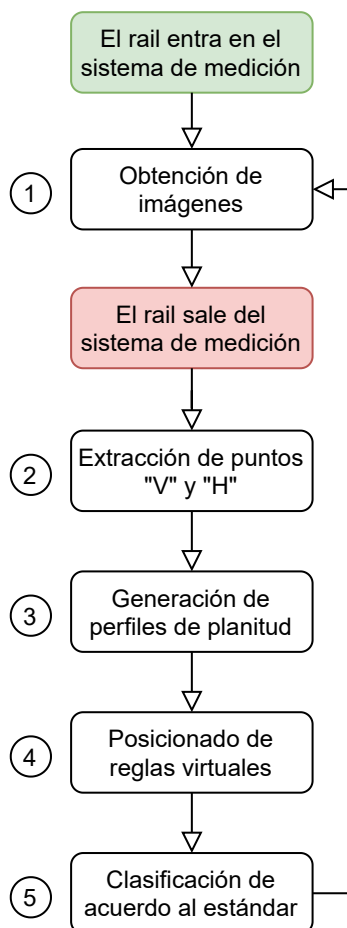 El rail entra en el
sistema de medición
1
Obtención de
imágenes
El rail sale del
sistema de medición
2
Extracción de puntos
"V" y "H"
3
Generación de
perfiles de planitud
4
Posicionado de
reglas virtuales
5
Clasificación de
acuerdo al estándar